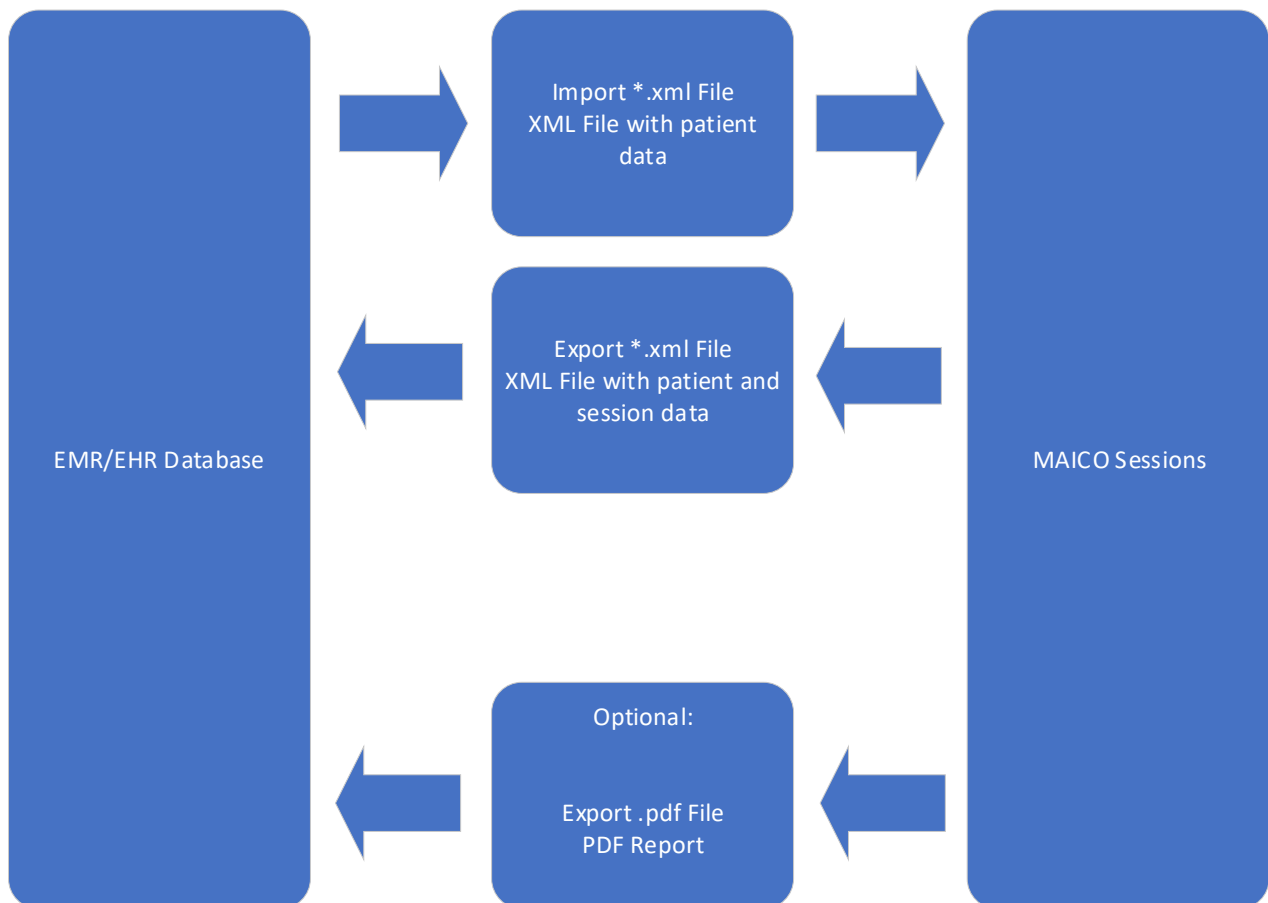 Import *.xml File
XML File with patient
data
Export *.xml File
XML File with patient and
session data
EMR/EHR Database
MAICO Sessions
Optional:
Export .pdf File
PDF Report